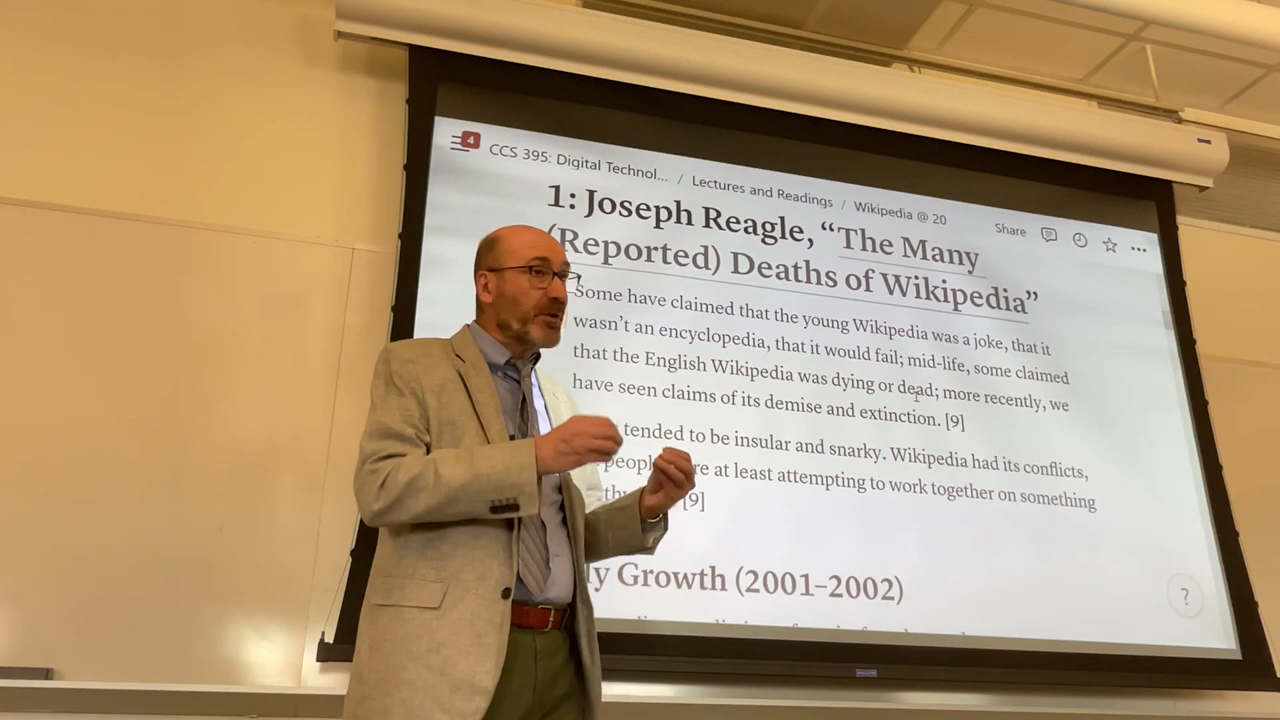 4
CCS 395: Digital Technol... / Lectures and Readings / Wikipedia @ 20
Share
1: Joseph Reagle, “The Many
(Reported) Deaths of Wikipedia”
Some have claimed that the young Wikipedia was a joke, that it
wasn’t an encyclopedia, that it would fail; mid-life, some claimed
that the English Wikipedia was dying or dead; more recently, we
have seen claims of its demise and extinction. [9]
tended to be insular and snarky. Wikipedia had its conflicts,
people at least attempting to work together on something
[9]
Growth (2001–2002)
?